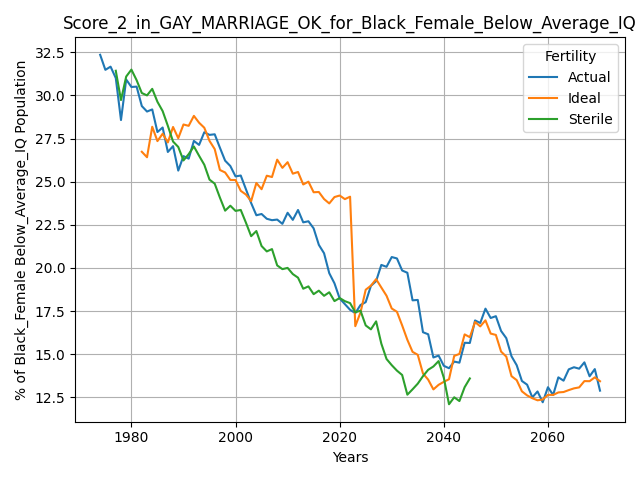 Score_2_in_GAY_MARRIAGE_OK_for_Black_Female_Below_Average_IQ
% of Black_Female Below_Average_IQ Population
32.5
30.0
27.5
25.0
22.5
20.0
17.5
15.0
12.5
Fertility
Actual
Ideal
Sterile
1980
2000
2020
2040
2060
Years